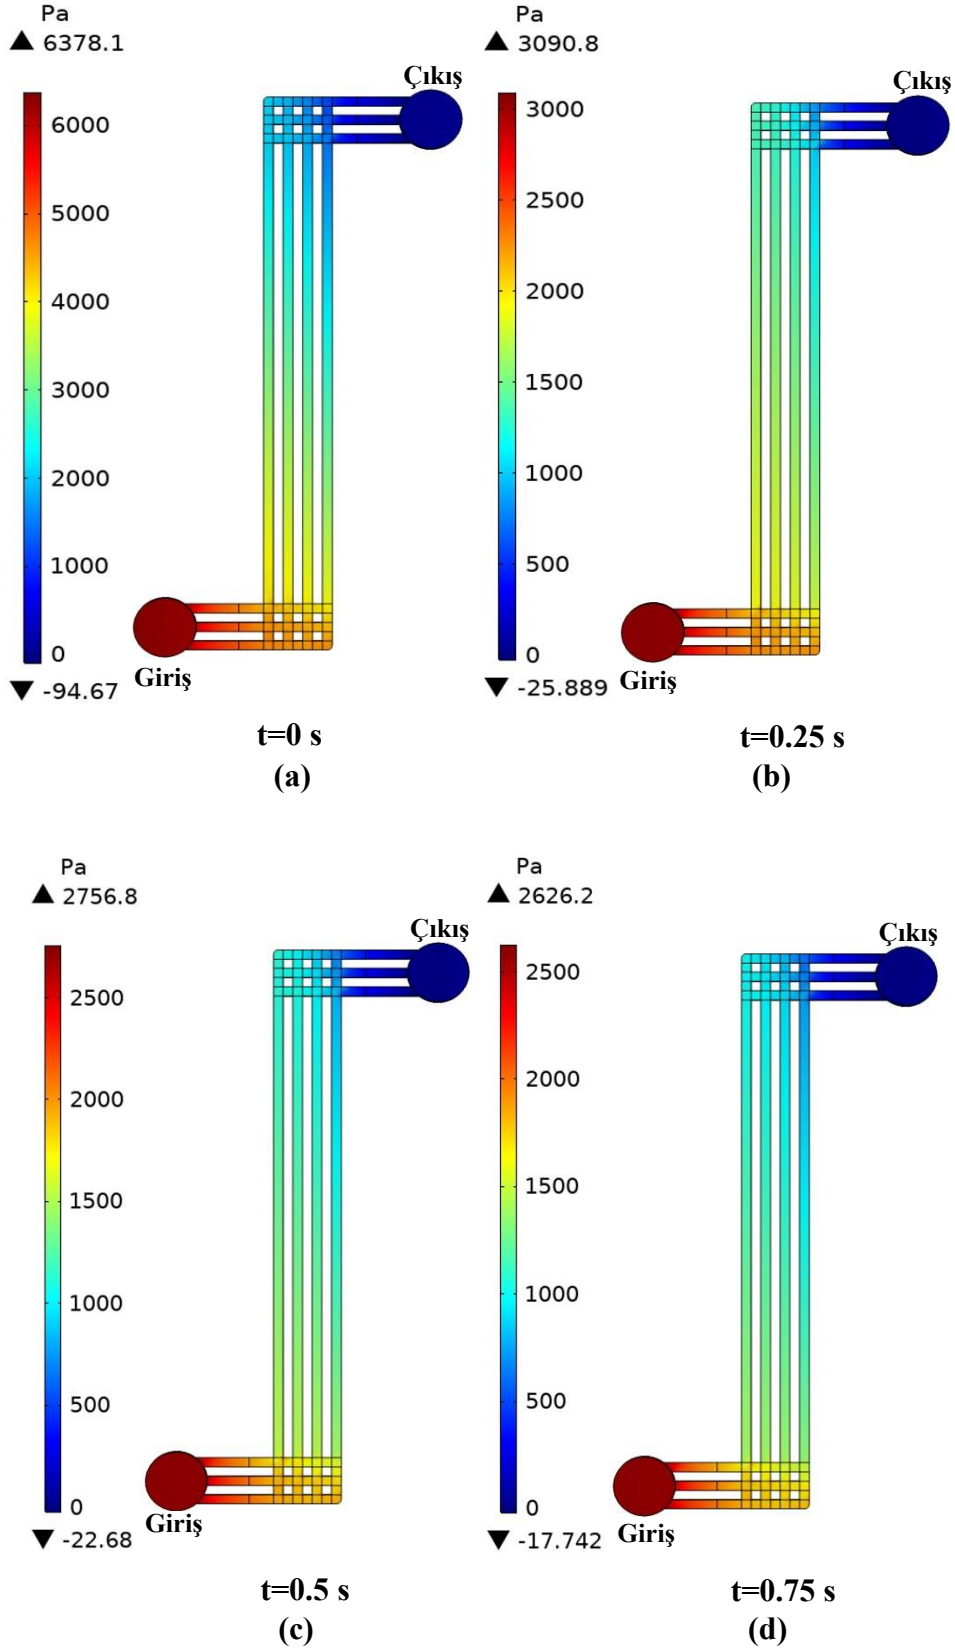 Pa
▲ 6378.1
6000
5000
4000
3000
2000
1000
0
▼ -94.67
Çıkış
Giriş
t=0 s
(a)
Pa
▲ 3090.8
3000
2500
2000
1500
1000
500
0
▼ -25.889
Çıkış
Giriş
t=0.25 s
(b)
Pa
▲ 2756.8
2500
2000
1500
1000
500
0
▼ -22.68
Çıkış
Giriş
t=0.5 s
(c)
Pa
▲ 2626.2
2500
2000
1500
1000
500
0
▼ -17.742
Çıkış
Giriş
t=0.75 s
(d)